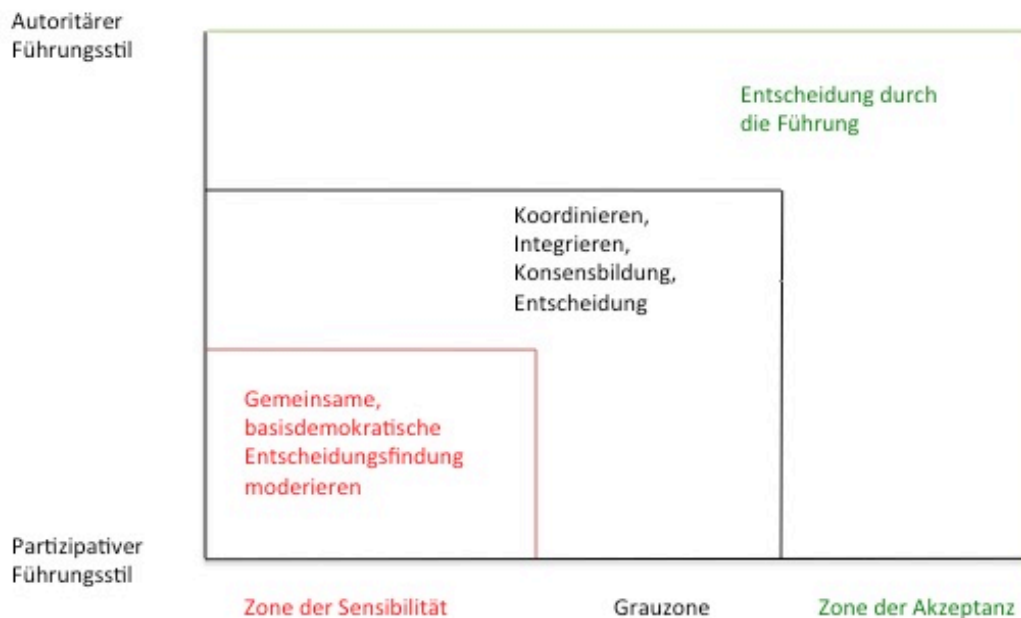 Autoritärer
Führungsstil
Entscheidung durch
die Führung
Koordinieren,
Integrieren,
Konsensbildung,
Entscheidung
Gemeinsame,
basisdemokratische
Entscheidungsfindung
moderieren
Partizipativer
Führungsstil
Zone der Sensibilität
Grauzone
Zone der Akzeptanz